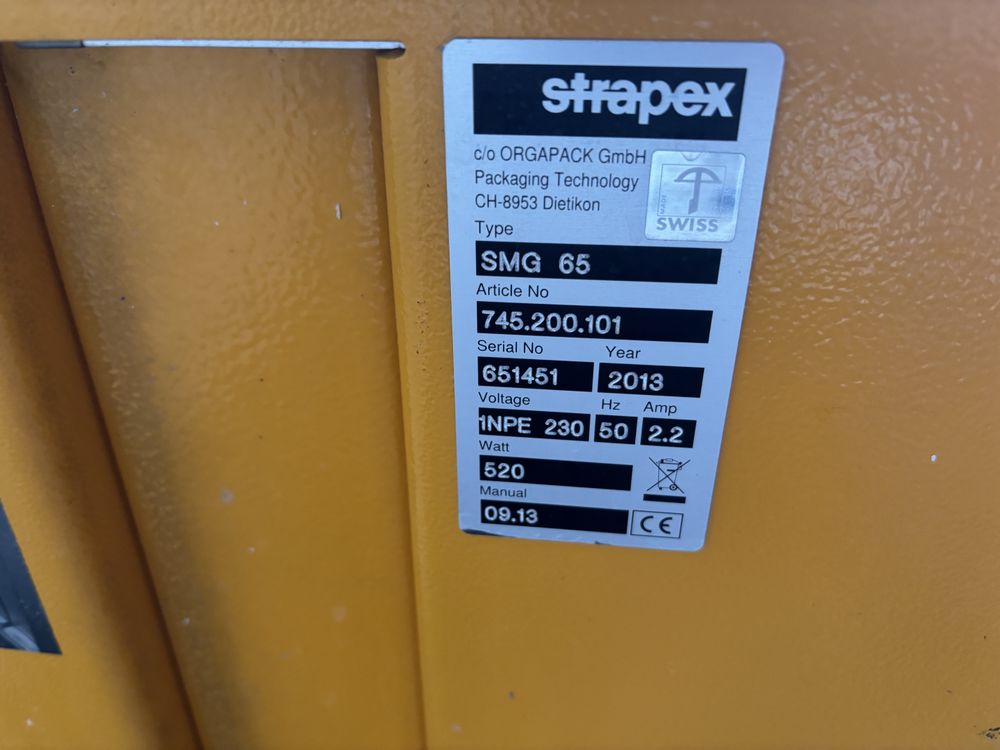 strapex
c/o ORGAPACK GmbH
Packaging Technology
CH-8953 Dietikon
MADE
SWISS
Type
SMG 65
Article No
745.200.101
Serial No Year
651451 2013
Voltage Hz Amp
1NPE 230 50 2.2
Watt
520
Manual
09.13
CE